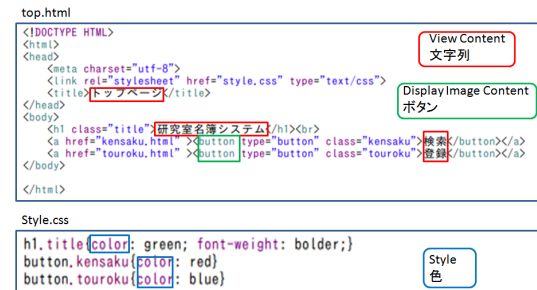 top.html
<!DOCTYPE HTML>
<html>
<head>
<meta charset="utf-8">
<link rel="stylesheet" href="style.css" type="text/css">
<title>トップページ</title>
</head>
<body>
<h1 class="title">研究室名簿システム</h1><br>
<a href="kensaku.html" ><button type="button" class="kensaku">検索</button></a>
<a href="touroku.html" ><button type="button" class="touroku">登録</button></a>
</body>
</html>
View Content
文字列
Display Image Content
ボタン
Style.css
h1.title{color: green; font-weight: bolder;}
button.kensaku{color: red}
button.touroku{color: blue}
Style
色